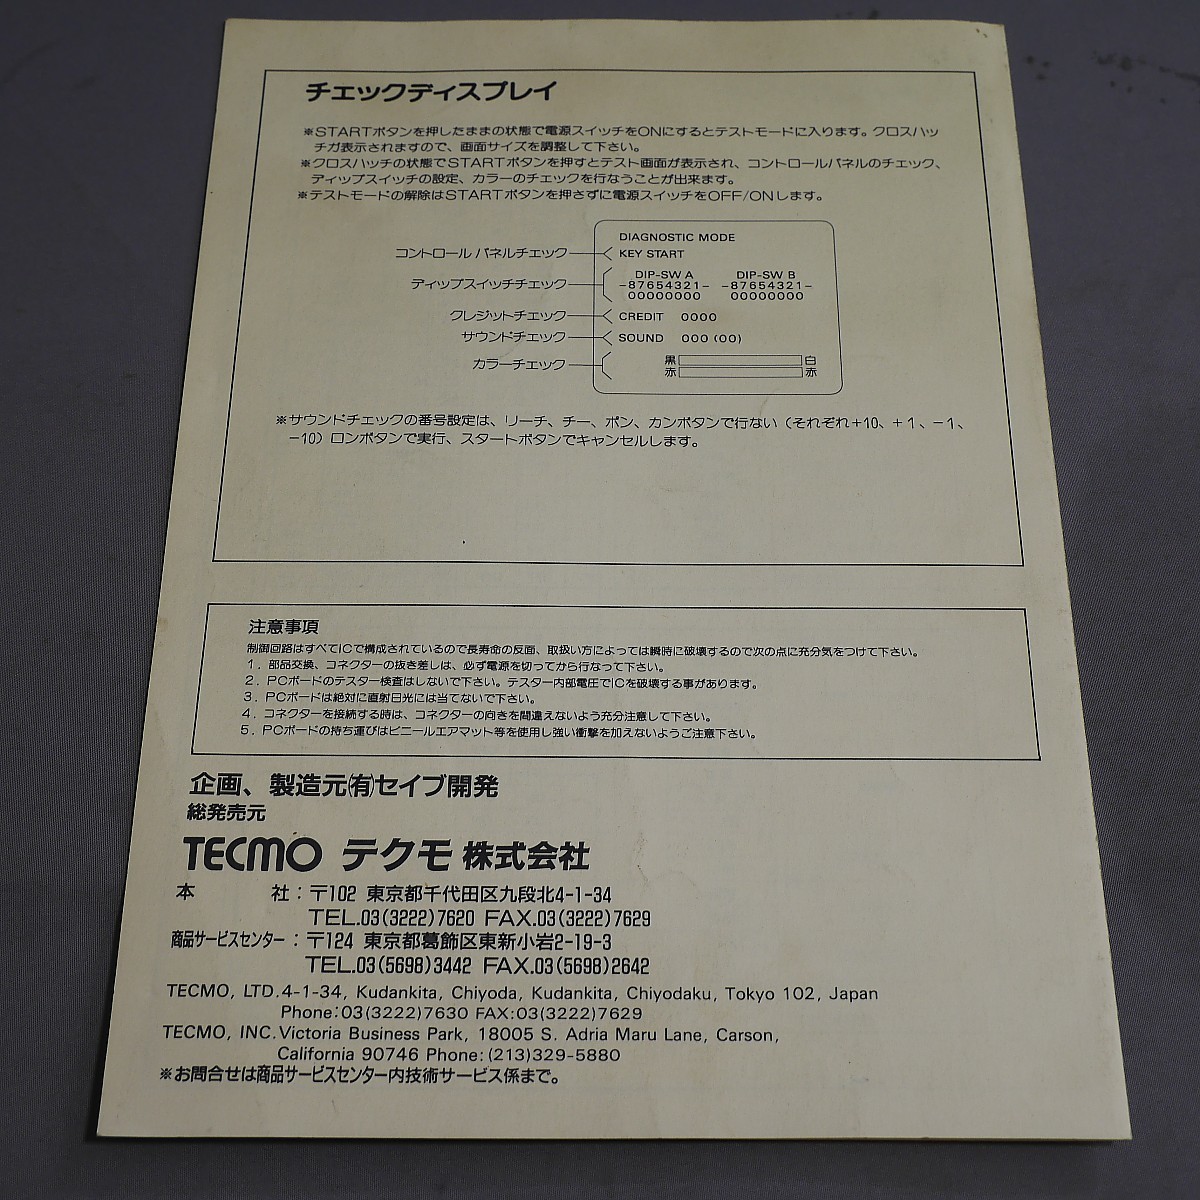 チェックディスプレイ
※STARTボタンを押したままの状態で電源スイッチをONにするとテストモードに入ります。クロスハッ
チが表示されますので、画面サイズを調整して下さい。
※クロスハッチの状態でSTARTボタンを押すとテスト画面が表示され、コントロールパネルのチェック、
ディップスイッチの設定、カラーのチェックを行なうことが出来ます。
※テストモードの解除はSTARTボタンを押さずに電源スイッチをOFF/ONします。
DIAGNOSTIC MODE
コントロール パネルチェック KEY START
DIP-SW A DIP-SW B
ディップスイッチチェック -87654321- -87654321-
00000000 00000000
クレジットチェック CREDIT 0000
サウンドチェック SOUND 000 (00)
カラーチェック 黒 白
赤 赤
※サウンドチェックの番号設定は、リーチ、チー、ポン、カンボタンで行ない（それぞれ+10、+1、-1、
-10）ロンボタンで実行、スタートボタンでキャンセルします。
注意事項
制御回路はすべてICで構成されているので長寿命の反面、取扱い方によっては瞬時に破壊するので次の点に充分気をつけて下さい。
1．部品交換、コネクターの抜き差しは、必ず電源を切ってから行なって下さい。
2．PCボードのテスター検査はしないで下さい。テスター内部電圧でICを破壊する事があります。
3．PCボードは絶対に直射日光には当てないで下さい。
4．コネクターを接続する時は、コネクターの向きを間違えないよう充分注意して下さい。
5．PCボードの持ち運びはビニールエアマット等を使用し強い衝撃を加えないようご注意下さい。
企画、製造元㈲セイブ開発
総発売元
TECMO テクモ 株式会社
本 社：〒102 東京都千代田区九段北4-1-34
TEL.03(3222)7620 FAX.03(3222)7629
商品サービスセンター：〒124 東京都葛飾区東新小岩2-19-3
TEL.03(5698)3442 FAX.03(5698)2642
TECMO, LTD. 4-1-34, Kudankita, Chiyoda, Kudankita, Chiyodaku, Tokyo 102, Japan
Phone:03(3222)7630 FAX:03(3222)7629
TECMO, INC. Victoria Business Park, 18005 S. Adria Maru Lane, Carson,
California 90746 Phone:(213)329-5880
※お問合せは商品サービスセンター内技術サービス係まで。